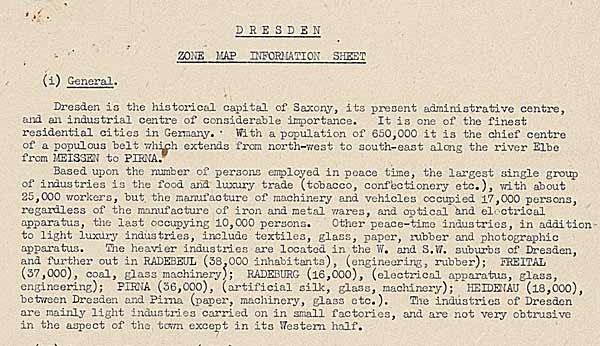 DRESDEN
ZONE MAP INFORMATION SHEET
(i) General.
Dresden is the historical capital of Saxony, its present administrative centre,
and an industrial centre of considerable importance. It is one of the finest
residential cities in Germany. With a population of 650,000 it is the chief centre
of a populous belt which extends from north-west to south-east along the river Elbe
from MEISSEN to PIRNA.
Based upon the number of persons employed in peace time, the largest single group
of industries is the food and luxury trade (tobacco, confectionery etc.), with about
25,000 workers, but the manufacture of machinery and vehicles occupied 17,000 persons,
regardless of the manufacture of iron and metal wares, and optical and electrical
apparatus, the last occupying 10,000 persons. Other peace-time industries, in addition
to light luxury industries, include textiles, glass, paper, rubber and photographic
apparatus. The heavier industries are located in the W. and S.W. suburbs of Dresden,
and further out in RADEBEUL (38,000 inhabitants), (engineering, rubber); FREITAL
(37,000), coal, glass machinery); RADEBURG (16,000), (electrical apparatus, glass,
engineering); PIRNA (36,000), (artificial silk, glass, machinery); HEIDENAU (18,000),
between Dresden and Pirna (paper, machinery, glass etc.). The industries of Dresden
are mainly light industries carried on in small factories, and are not very obtrusive
in the aspect of the town except in its Western half.